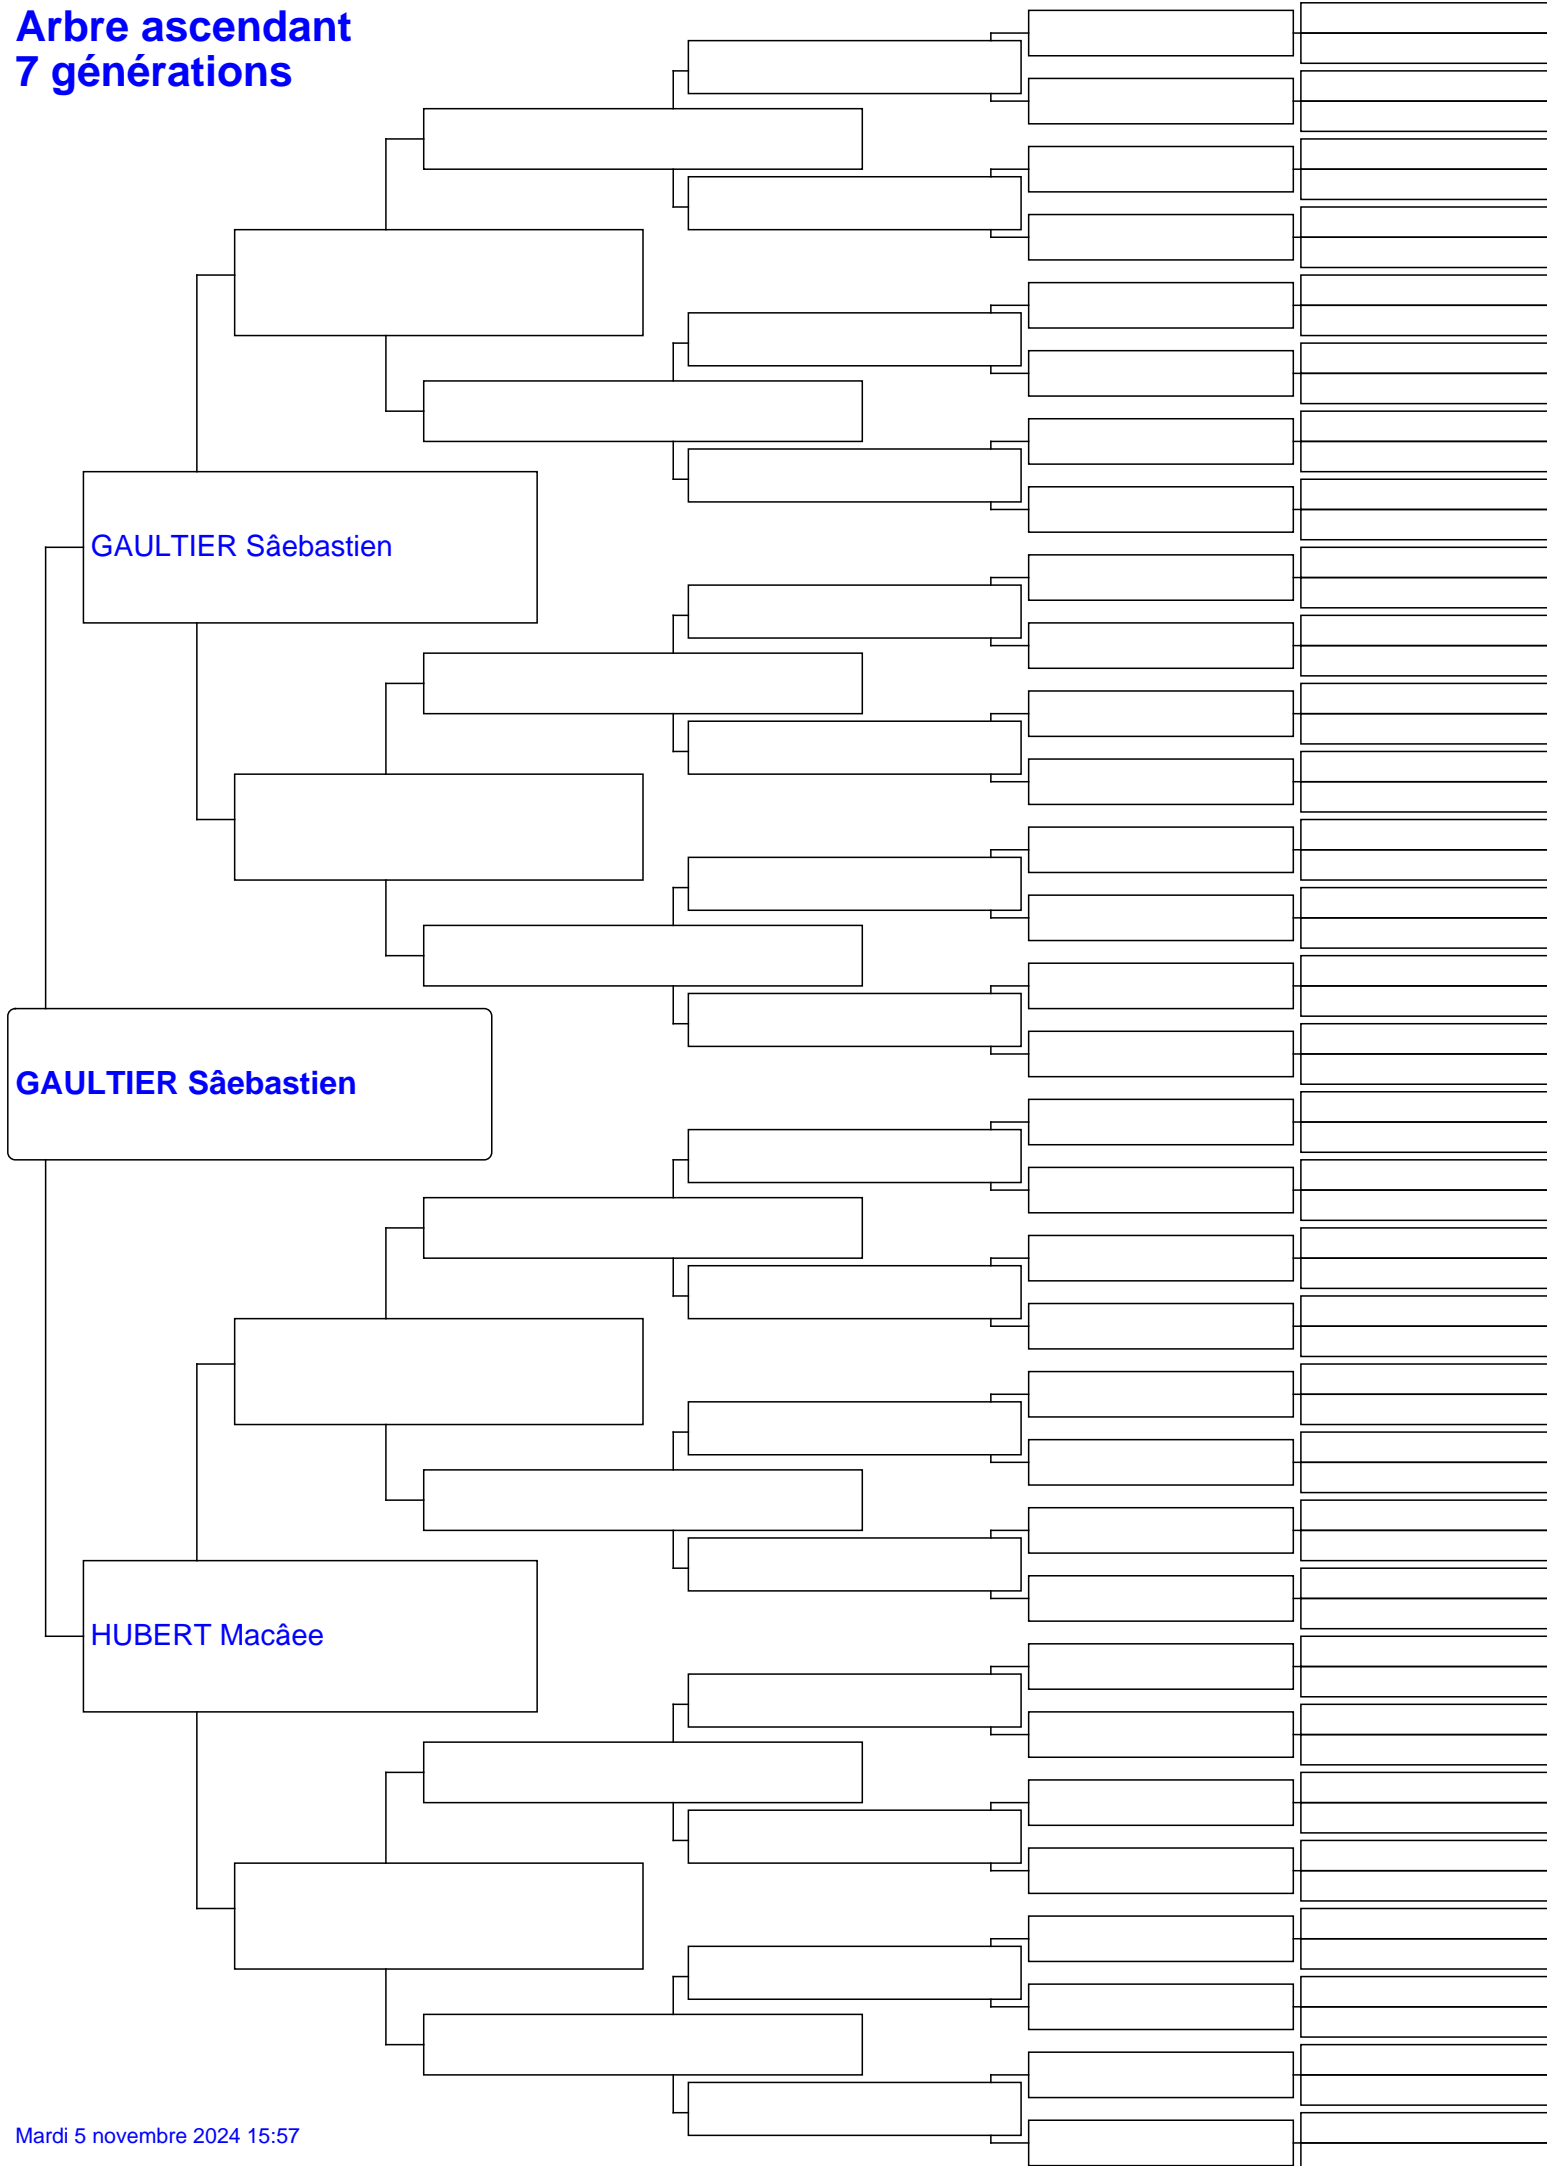 Arbre ascendant
7 générations
GAULTIER Sâebastien
GAULTIER Sâebastien
HUBERT Macâee
Mardi 5 novembre 2024 15:57